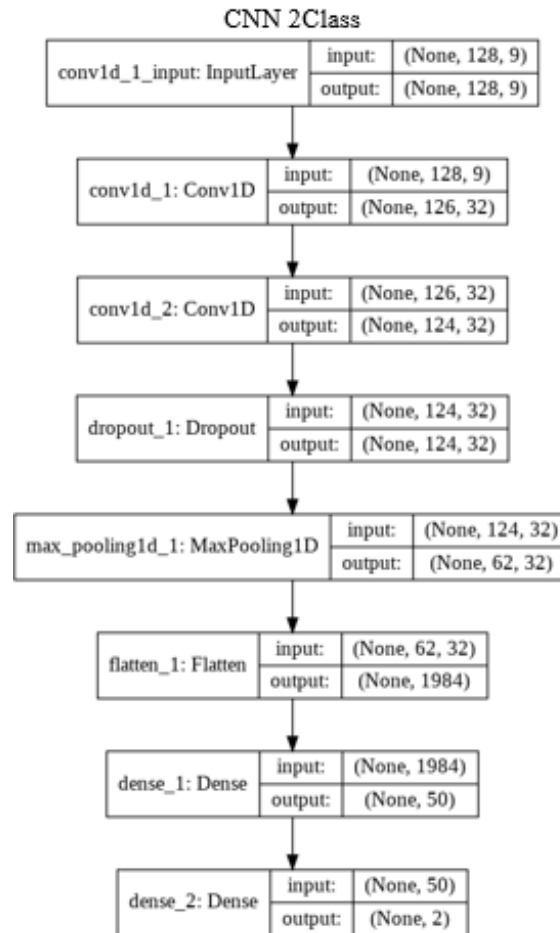 CNN 2Class
conv1d_1_input: InputLayer
input: (None, 128, 9)
output: (None, 128, 9)
conv1d_1: Conv1D
input: (None, 128, 9)
output: (None, 126, 32)
conv1d_2: Conv1D
input: (None, 126, 32)
output: (None, 124, 32)
dropout_1: Dropout
input: (None, 124, 32)
output: (None, 124, 32)
max_pooling1d_1: MaxPooling1D
input: (None, 124, 32)
output: (None, 62, 32)
flatten_1: Flatten
input: (None, 62, 32)
output: (None, 1984)
dense_1: Dense
input: (None, 1984)
output: (None, 50)
dense_2: Dense
input: (None, 50)
output: (None, 2)